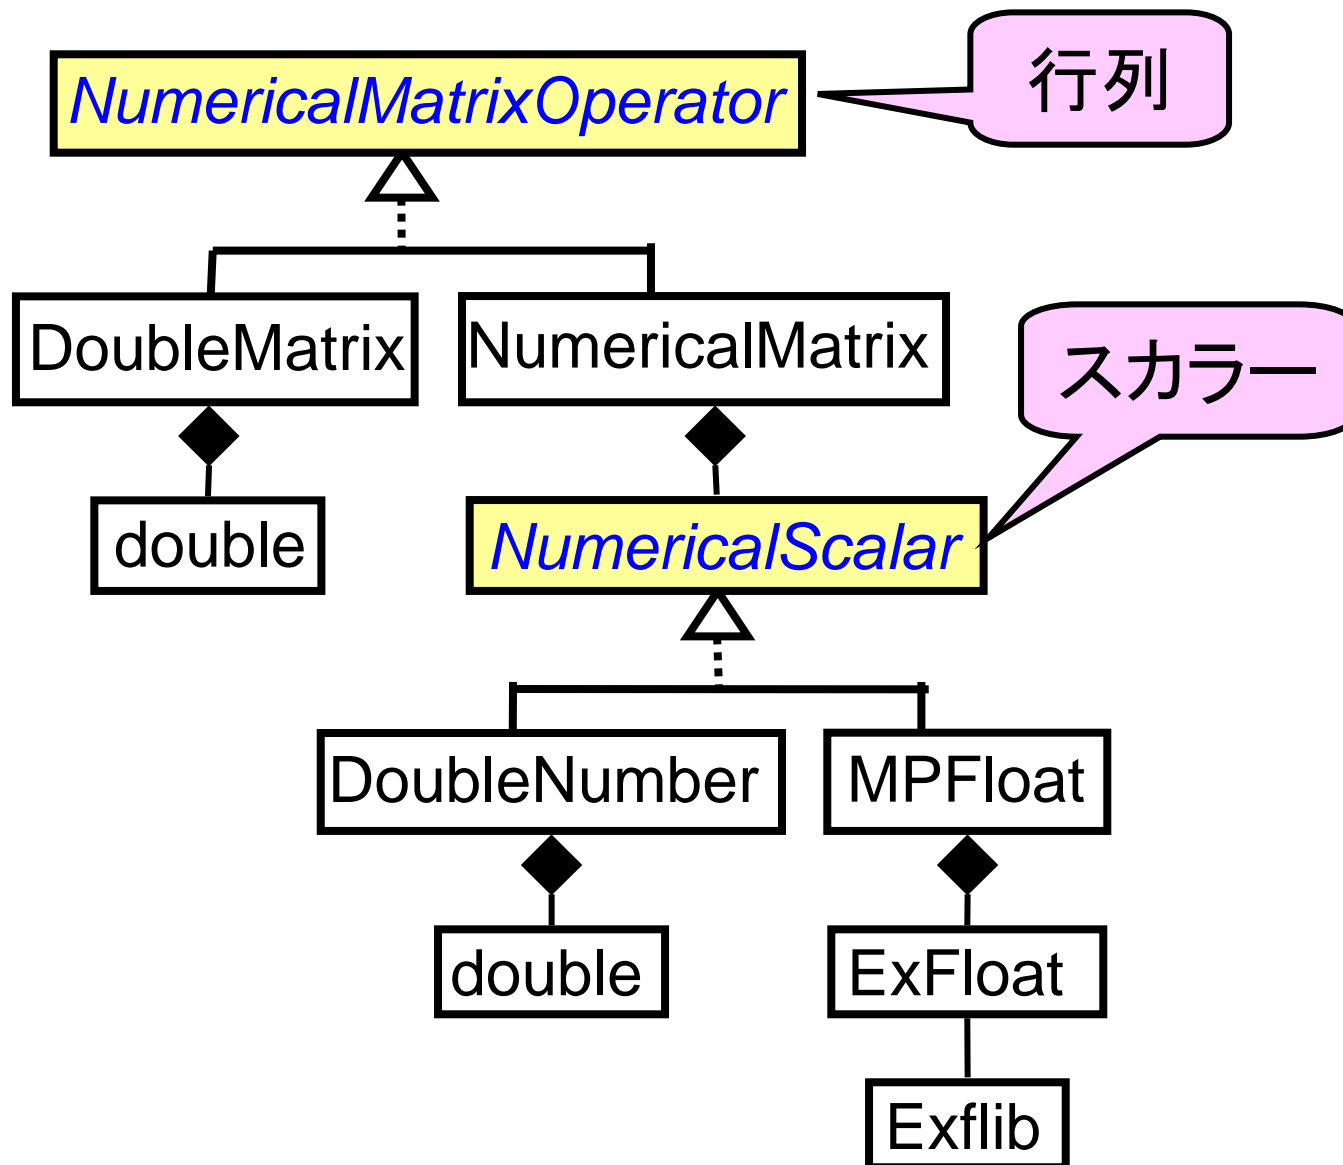 NumericalMatrixOperator
行列
DoubleMatrix
NumericalMatrix
スカラー
double
NumericalScalar
DoubleNumber
MPFloat
double
ExFloat
Exflib